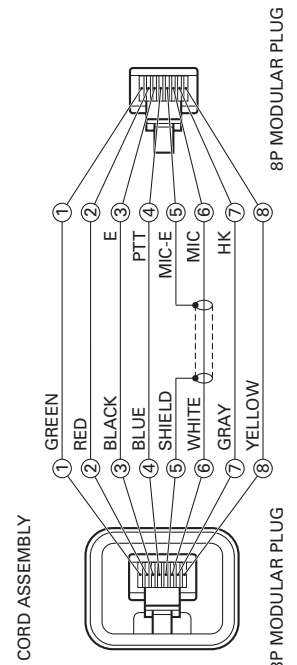 CORD ASSEMBLY
1 GREEN 1
2 RED 2
3 BLACK E 3
4 BLUE PTT 4
5 SHIELD MIC-E 5
6 WHITE MIC 6
7 GRAY HK 7
8 YELLOW 8
8P MODULAR PLUG
8P MODULAR PLUG